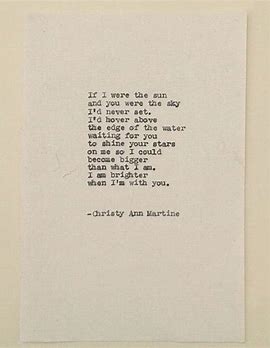 If I were the sun
and you were the sky
I'd never set.
I'd hover above
the edge of the water
waiting for you
to shine your stars
on me so I could
become bigger
than what I am.
I am brighter
when I'm with you.
-Christy Ann Martine